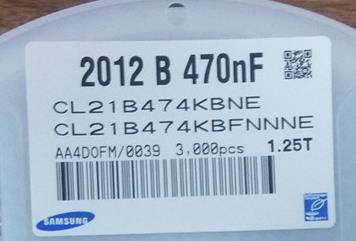 2012 B 470nF
CL21B474KBNE
CL21B474KBFNNNE
AA4D0FM/0039 3,000pcs 1.25T
SAMSUNG